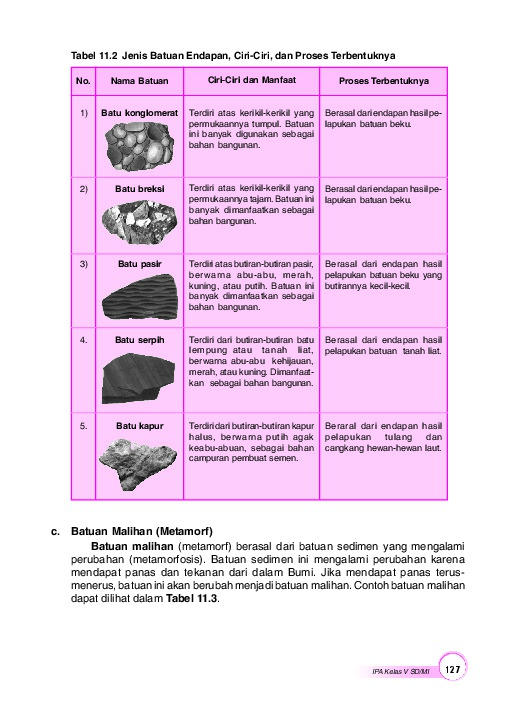 Tabel 11.2 Jenis Batuan Endapan, Ciri-Ciri, dan Proses Terbentuknya
No.
Nama Batuan
Ciri-Ciri dan Manfaat
Proses Terbentuknya
1)
Batu konglomerat
Terdiri atas kerikil-kerikil yang
permukaannya tumpul. Batuan
ini banyak digunakan sebagai
bahan bangunan.
Berasal dari endapan hasil pe-
lapukan batuan beku.
2)
Batu breksi
Terdiri atas kerikil-kerikil yang
permukaannya tajam. Batuan ini
banyak dimanfaatkan sebagai
bahan bangunan.
Berasal dari endapan hasil pe-
lapukan batuan beku.
3)
Batu pasir
Terdiri atas butiran-butiran pasir,
berwarna abu-abu, merah,
kuning, atau putih. Batuan ini
banyak dimanfaatkan sebagai
bahan bangunan.
Berasal dari endapan hasil
pelapukan batuan beku yang
butirannya kecil-kecil.
4.
Batu serpih
Terdiri dari butiran-butiran batu
lempung atau tanah liat,
berwarna abu-abu kehijauan,
merah, atau kuning. Dimanfaat-
kan sebagai bahan bangunan.
Berasal dari endapan hasil
pelapukan batuan tanah liat.
5.
Batu kapur
Terdiri dari butiran-butiran kapur
halus, berwarna putih agak
keabu-abuan, sebagai bahan
campuran pembuat semen.
Beraral dari endapan hasil
pelapukan tulang dan
cangkang hewan-hewan laut.
c. Batuan Malihan (Metamorf)
Batuan malihan (metamorf) berasal dari batuan sedimen yang mengalami
perubahan (metamorfosis). Batuan sedimen ini mengalami perubahan karena
mendapat panas dan tekanan dari dalam Bumi. Jika mendapat panas terus-
menerus, batuan ini akan berubah menjadi batuan malihan. Contoh batuan malihan
dapat dilihat dalam Tabel 11.3.
IPA Kelas V SD/MI
127